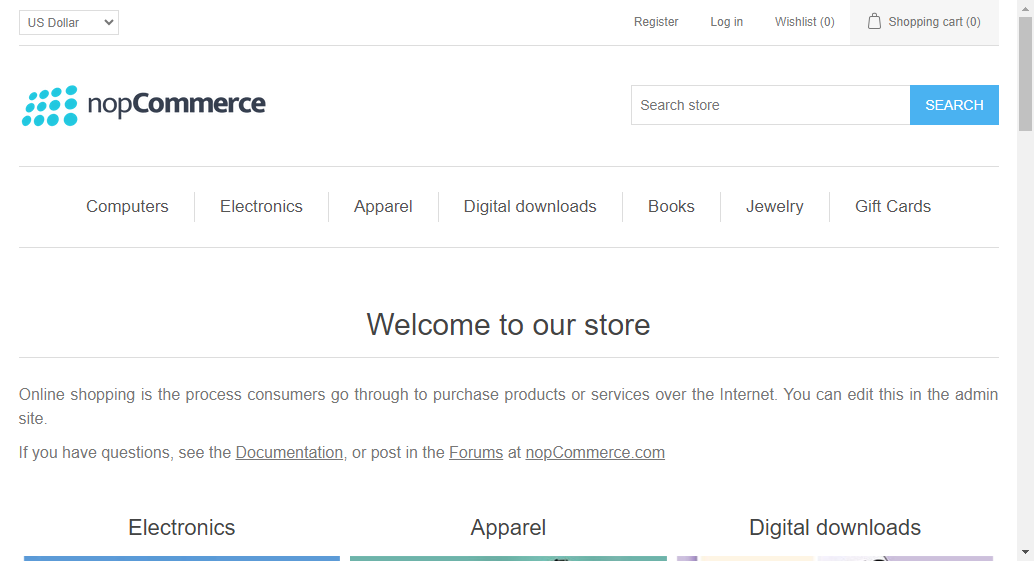 US Dollar
Register
Log in
Wishlist (0)
Shopping cart (0)
nopCommerce
Search store
SEARCH
Computers
Electronics
Apparel
Digital downloads
Books
Jewelry
Gift Cards
Welcome to our store
Online shopping is the process consumers go through to purchase products or services over the Internet. You can edit this in the admin
site.
If you have questions, see the Documentation, or post in the Forums at nopCommerce.com
Electronics
Apparel
Digital downloads